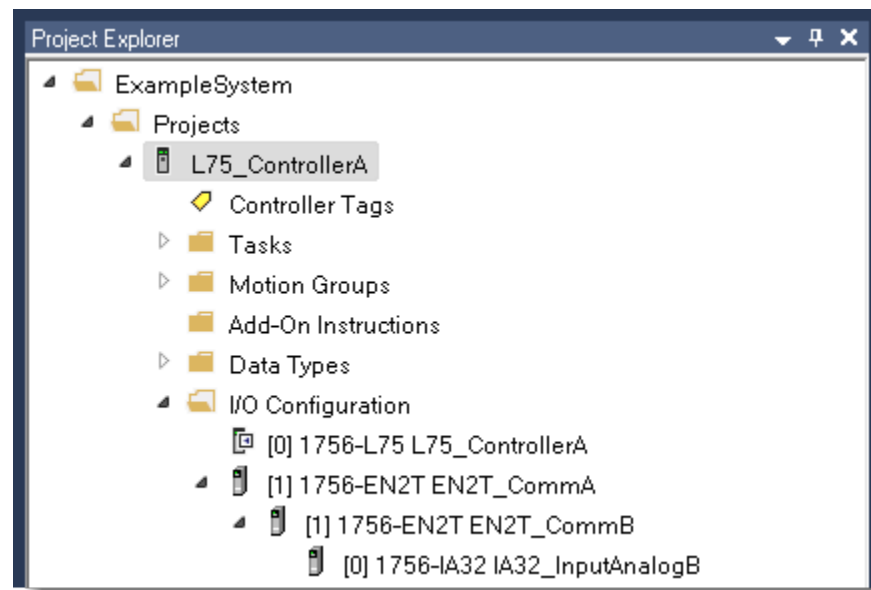 Project Explorer
ExampleSystem
Projects
L75_ControllerA
Controller Tags
Tasks
Motion Groups
Add-On Instructions
Data Types
I/O Configuration
[0] 1756-L75 L75_ControllerA
[1] 1756-EN2T EN2T_CommA
[1] 1756-EN2T EN2T_CommB
[0] 1756-IA32 IA32_InputAnalogB